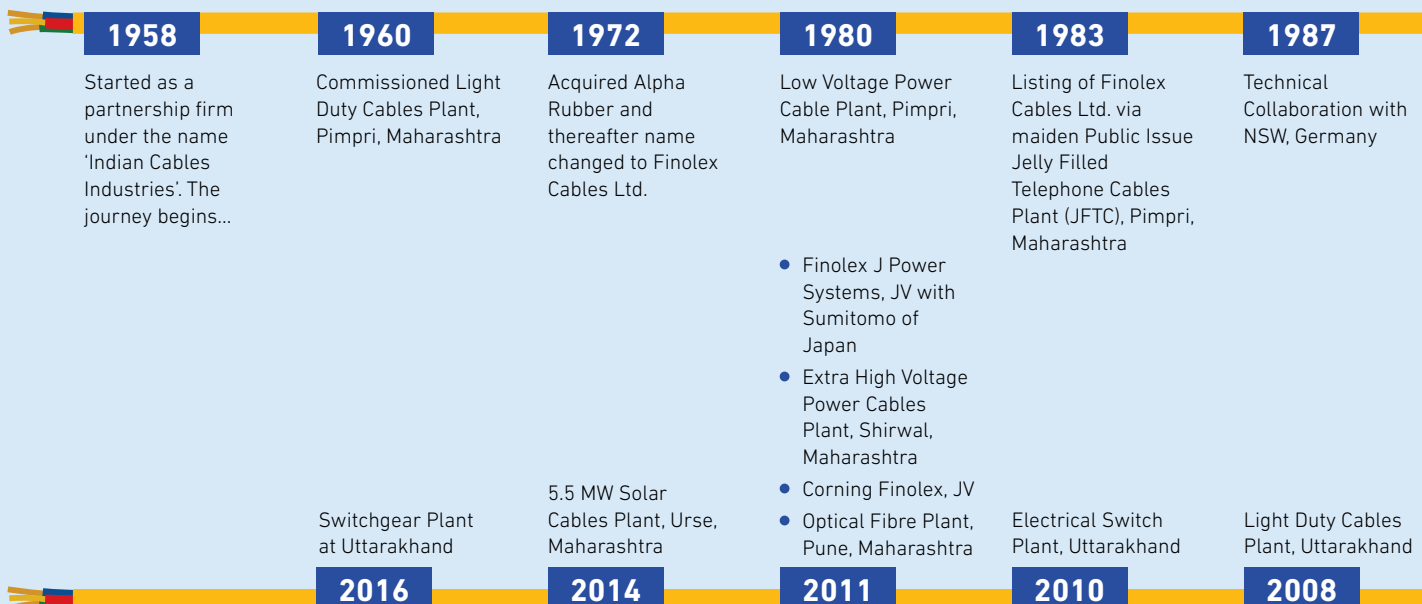 1958
Started as a
partnership firm
under the name
‘Indian Cables
Industries’. The
journey begins...
1960
Commissioned Light
Duty Cables Plant,
Pimpri, Maharashtra
1972
Acquired Alpha
Rubber and
thereafter name
changed to Finolex
Cables Ltd.
1980
Low Voltage Power
Cable Plant, Pimpri,
Maharashtra
1983
Listing of Finolex
Cables Ltd. via
maiden Public Issue
Jelly Filled
Telephone Cables
Plant (JFTC), Pimpri,
Maharashtra
1987
Technical
Collaboration with
NSW, Germany
Switchgear Plant
at Uttarakhand
2016
5.5 MW Solar
Cables Plant, Urse,
Maharashtra
2014
• Finolex J Power
Systems, JV with
Sumitomo of
Japan
• Extra High Voltage
Power Cables
Plant, Shirwal,
Maharashtra
• Corning Finolex, JV
• Optical Fibre Plant,
Pune, Maharashtra
2011
Electrical Switch
Plant, Uttarakhand
2010
Light Duty Cables
Plant, Uttarakhand
2008